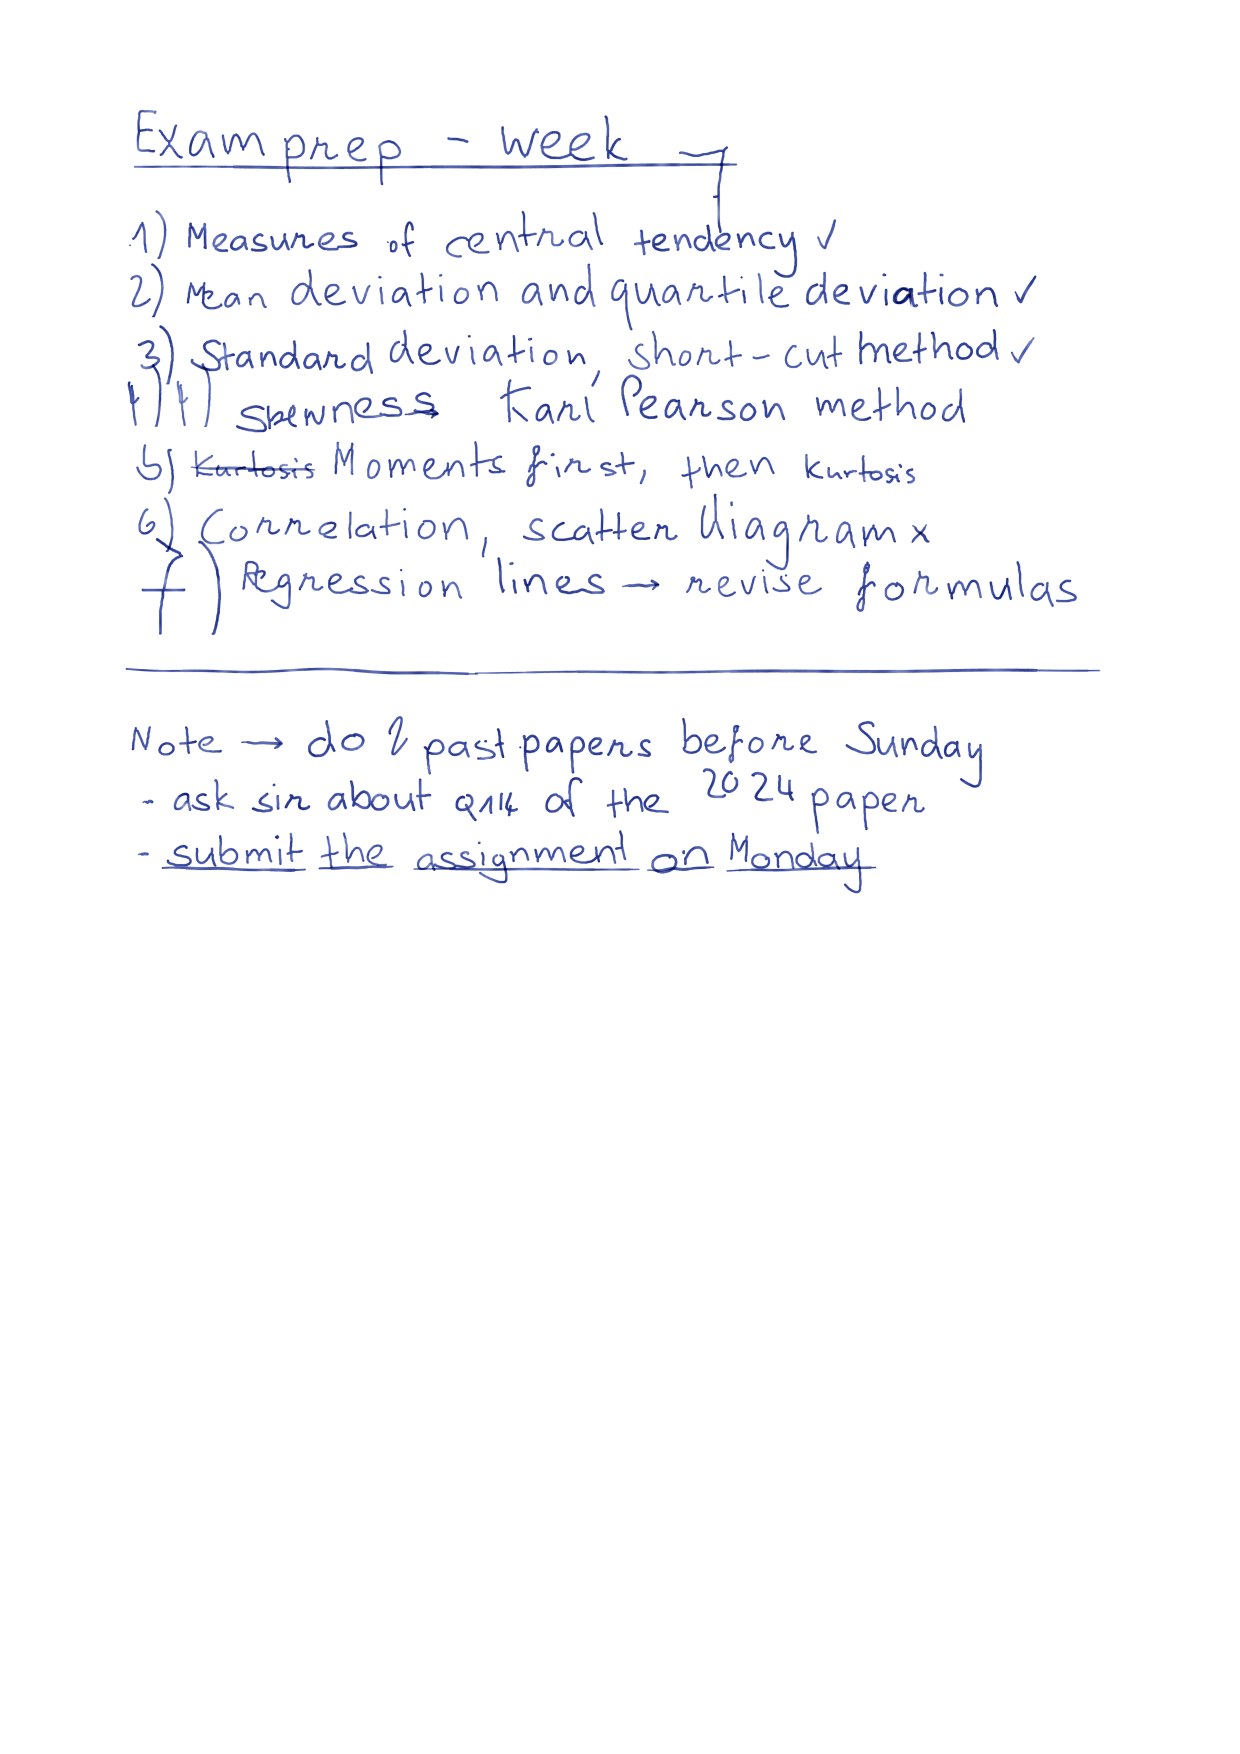 Exam prep - week 7
1) Measures of central tendency ✓
2) Mean deviation and quartile deviation ✓
3) Standard deviation, short-cut method ✓
Skewness Karl Pearson method
5) ~~Kurtosis~~ Moments first, then Kurtosis
6) Correlation, scatter diagram x
7) Regression lines → revise formulas
Note → do 2 past papers before Sunday
- ask sir about Q14 of the 2024 paper
- submit the assignment on Monday